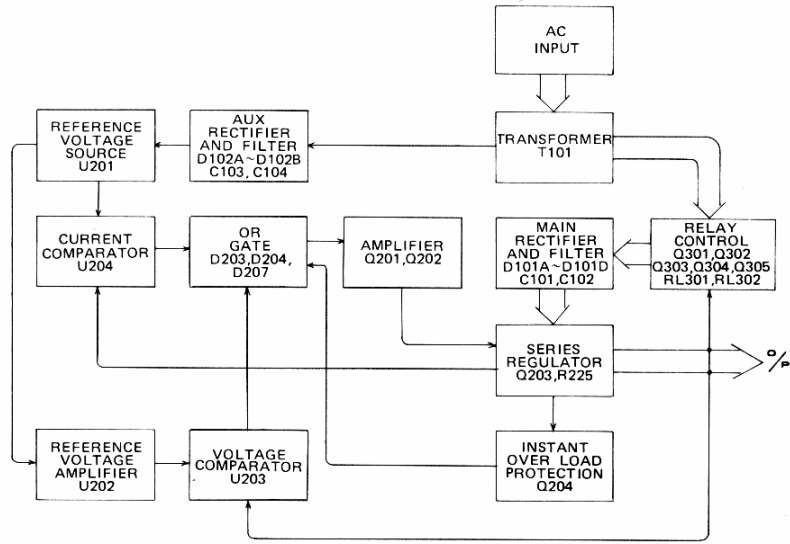 AC
INPUT
REFERENCE
VOLTAGE
SOURCE
U201
AUX
RECTIFIER
AND FILTER
D102A~D102B
C103, C104
TRANSFORMER
T101
CURRENT
COMPARATOR
U204
OR
GATE
D203,D204,
D207
AMPLIFIER
Q201,Q202
MAIN
RECTIFIER
AND FILTER
D101A~D101D
C101,C102
RELAY
CONTROL
Q301,Q302
Q303,Q304,Q305
RL301,RL302
SERIES
REGULATOR
Q203,R225
O/P
REFERENCE
VOLTAGE
AMPLIFIER
U202
VOLTAGE
COMPARATOR
U203
INSTANT
OVER LOAD
PROTECTION
Q204